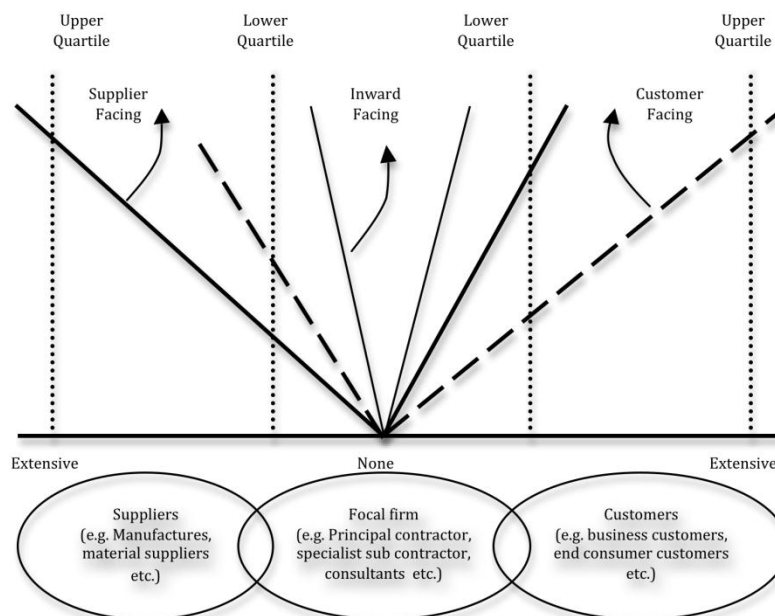 Upper
Quartile
Lower
Quartile
Lower
Quartile
Upper
Quartile
Supplier
Facing
Inward
Facing
Customer
Facing
Extensive
None
Extensive
Suppliers
(e.g. Manufactures,
material suppliers
etc.)
Focal firm
(e.g. Principal contractor,
specialist sub contractor,
consultants etc.)
Customers
(e.g. business customers,
end consumer customers
etc.)